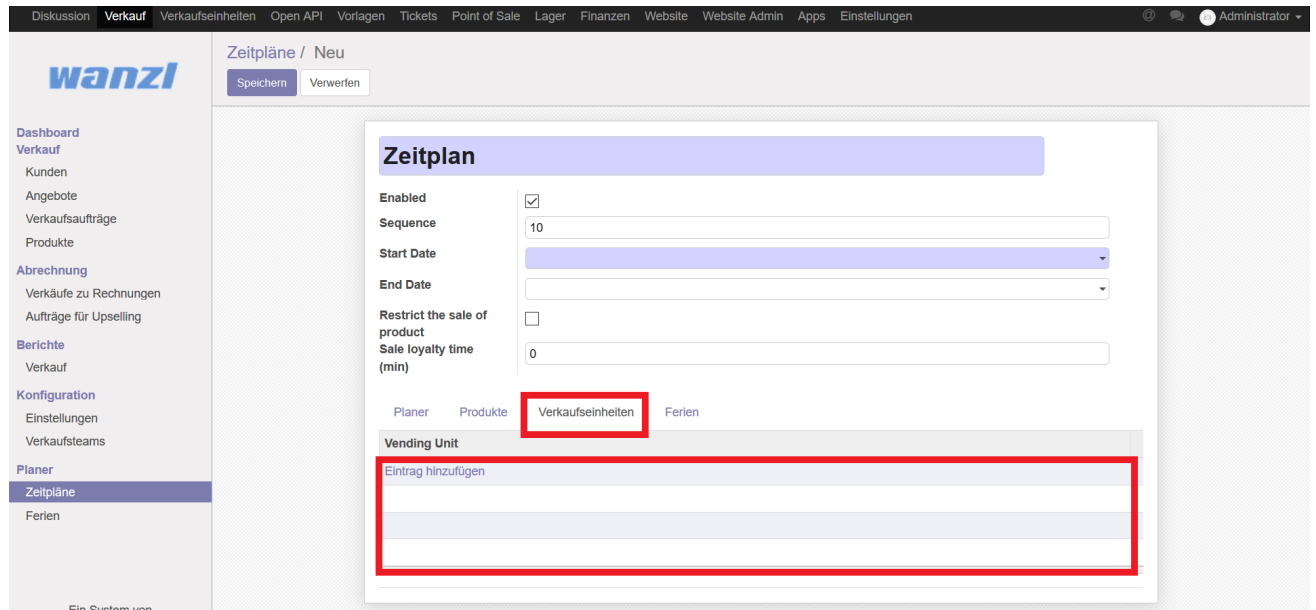 Diskussion Verkauf Verkaufseinheiten Open API Vorlagen Tickets Point of Sale Lager Finanzen Website Website Admin Apps Einstellungen @ Administrator
wanzl
Zeitpläne / Neu
Speichern Verwerfen
Dashboard
Verkauf
Kunden
Angebote
Verkaufsaufträge
Produkte
Abrechnung
Verkäufe zu Rechnungen
Aufträge für Upselling
Berichte
Verkauf
Konfiguration
Einstellungen
Verkaufsteams
Planer
Zeitpläne
Ferien
Ein System von
Zeitplan
Enabled
Sequence 10
Start Date
End Date
Restrict the sale of
product
Sale loyalty time
(min) 0
Planer Produkte Verkaufseinheiten Ferien
Vending Unit
Eintrag hinzufügen